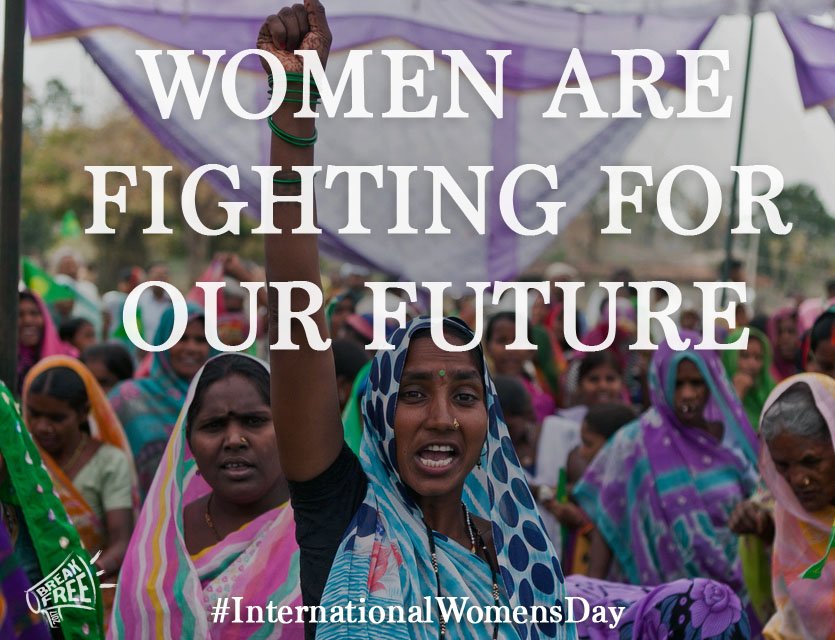 WOMEN ARE
FIGHTING FOR
OUR FUTURE
BREAK
FREE
#InternationalWomensDay